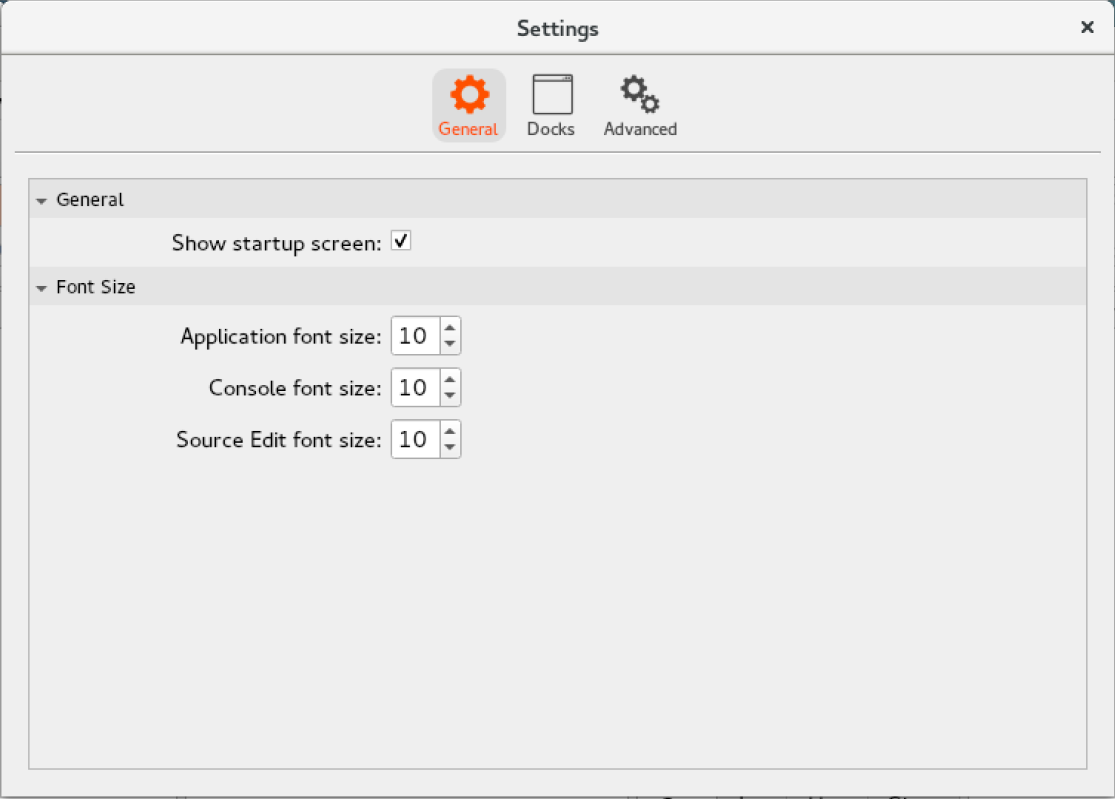 Settings
General Docks Advanced
General
Show startup screen:
Font Size
Application font size: 10
Console font size: 10
Source Edit font size: 10